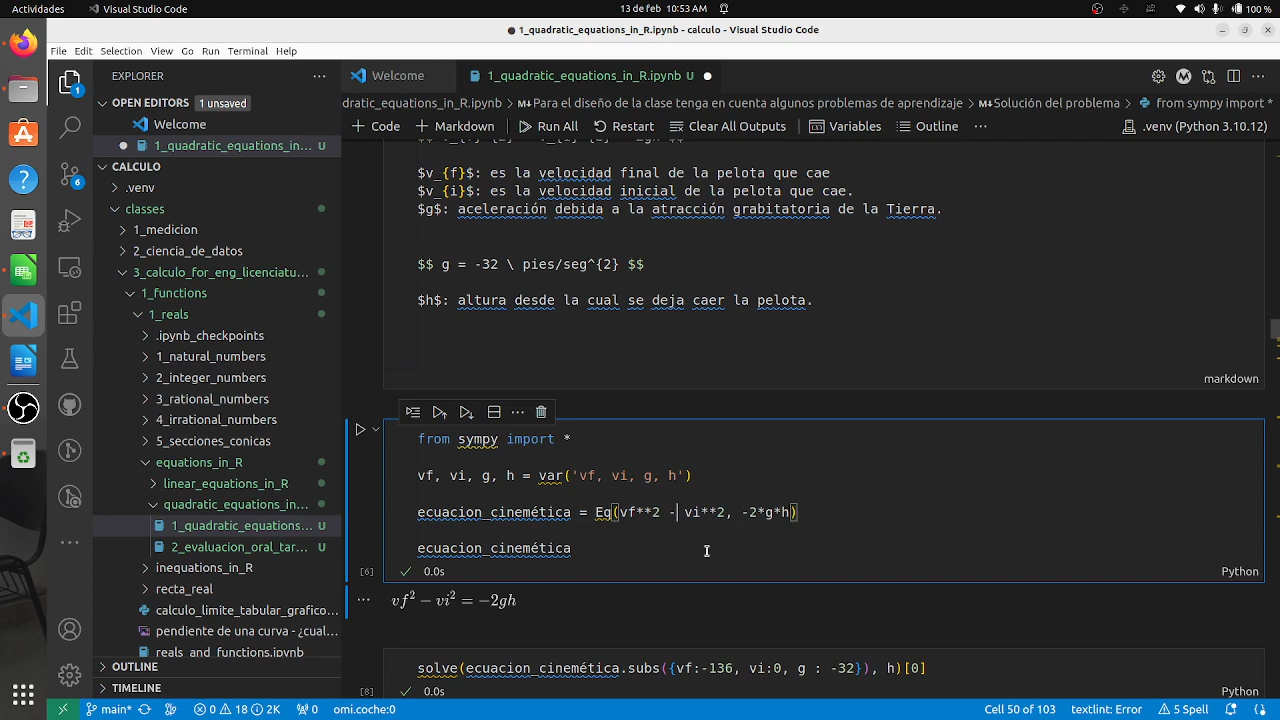 Actividades
Visual Studio Code
13 de feb 10:53 AM
100 %
1_quadratic_equations_in_R.ipynb - calculo - Visual Studio Code
File Edit Selection View Go Run Terminal Help
EXPLORER
OPEN EDITORS 1 unsaved
Welcome
1_quadratic_equations_in... U
CALCULO
.venv
classes
1_medicion
2_ciencia_de_datos
3_calculo_for_eng_licenciatu...
1_functions
1_reals
.ipynb_checkpoints
1_natural_numbers
2_integer_numbers
3_rational_numbers
4_irrational_numbers
5_secciones_conicas
equations_in_R
linear_equations_in_R
quadratic_equations_in...
1_quadratic_equations... U
2_evaluacion_oral_tar... U
inequations_in_R
recta_real
calculo_limite_tabular_grafico...
pendiente de una curva - ¿cual...
reals_and_functions.ipynb
OUTLINE
TIMELINE
1
6
Welcome
1_quadratic_equations_in_R.ipynb U
dratic_equations_in_R.ipynb > M↓Para el diseño de la clase tenga en cuenta algunos problemas de aprendizaje > M↓Solución del problema > from sympy import *
+ Code + Markdown Run All Restart Clear All Outputs Variables Outline ... .venv (Python 3.10.12)
$v_{f}$: es la velocidad final de la pelota que cae
$v_{i}$: es la velocidad inicial de la pelota que cae.
$g$: aceleración debida a la atracción grabitatoria de la Tierra.
$$ g = -32 \ pies/seg^{2} $$
$h$: altura desde la cual se deja caer la pelota.
markdown
from sympy import *
vf, vi, g, h = var('vf, vi, g, h')
ecuacion_cinemética = Eq(vf**2 - vi**2, -2*g*h)
ecuacion_cinemética
[6] 0.0s Python
vf² − vi² = −2gh
solve(ecuacion_cinemética.subs({vf:-136, vi:0, g : -32}), h)[0]
[8] 0.0s Python
main* 0 18 2K 0 omi.coche:0 Cell 50 of 103 textlint: Error 5 Spell